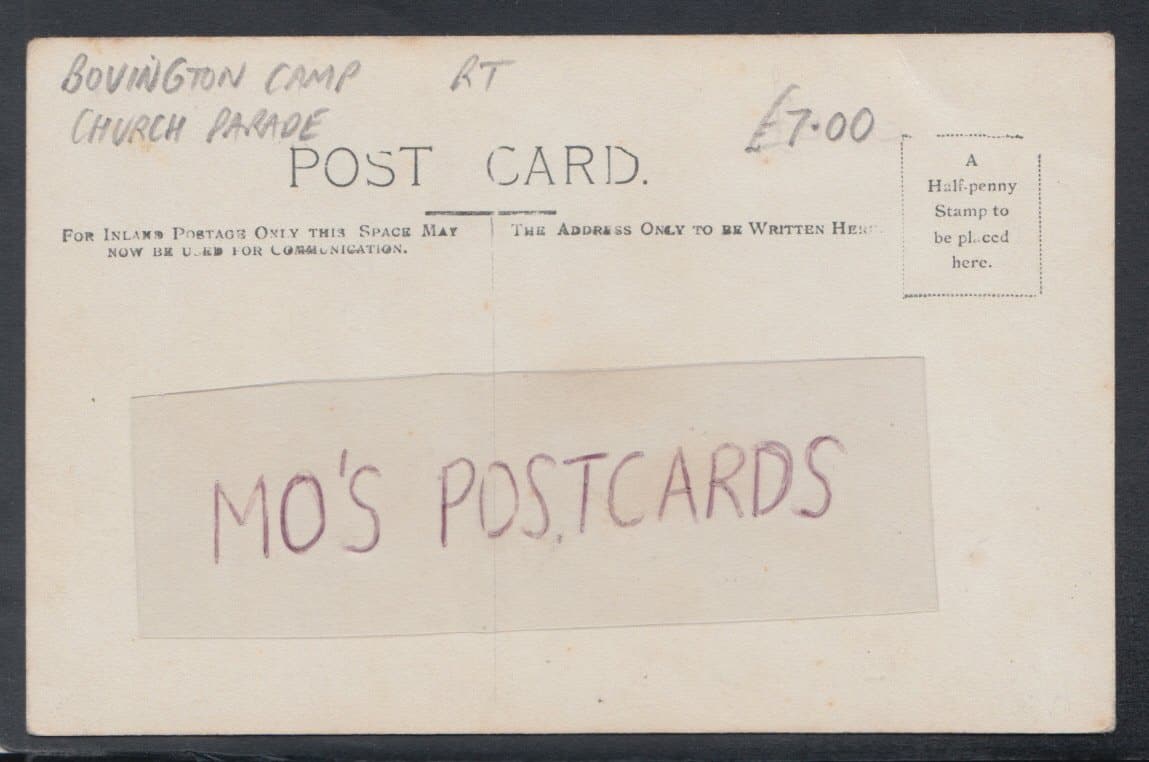 BOVINGTON CAMP RT
CHURCH PARADE
£7.00
POST CARD.
FOR INLAND POSTAGE ONLY THIS SPACE MAY
NOW BE USED FOR COMMUNICATION.
THE ADDRESS ONLY TO BE WRITTEN HERE
A
Half-penny
Stamp to
be placed
here.
MO'S POSTCARDS